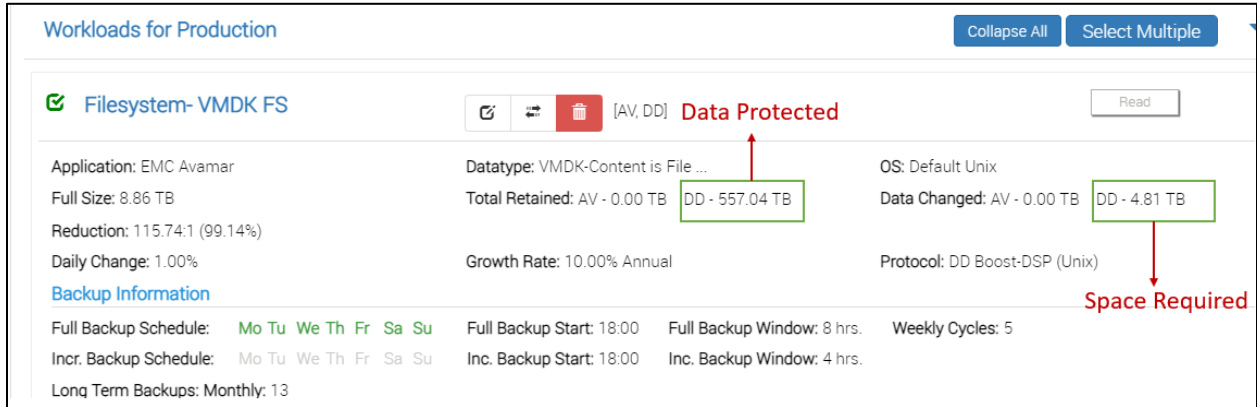 Workloads for Production
Collapse All
Select Multiple
Filesystem- VMDK FS
[AV, DD]
Data Protected
Read
Application: EMC Avamar
Datatype: VMDK-Content is File ...
OS: Default Unix
Full Size: 8.86 TB
Total Retained: AV - 0.00 TB DD - 557.04 TB
Data Changed: AV - 0.00 TB DD - 4.81 TB
Reduction: 115.74:1 (99.14%)
Daily Change: 1.00%
Growth Rate: 10.00% Annual
Protocol: DD Boost-DSP (Unix)
Backup Information
Space Required
Full Backup Schedule: Mo Tu We Th Fr Sa Su
Full Backup Start: 18:00
Full Backup Window: 8 hrs.
Weekly Cycles: 5
Incr. Backup Schedule: Mo Tu We Th Fr Sa Su
Inc. Backup Start: 18:00
Inc. Backup Window: 4 hrs.
Long Term Backups: Monthly: 13